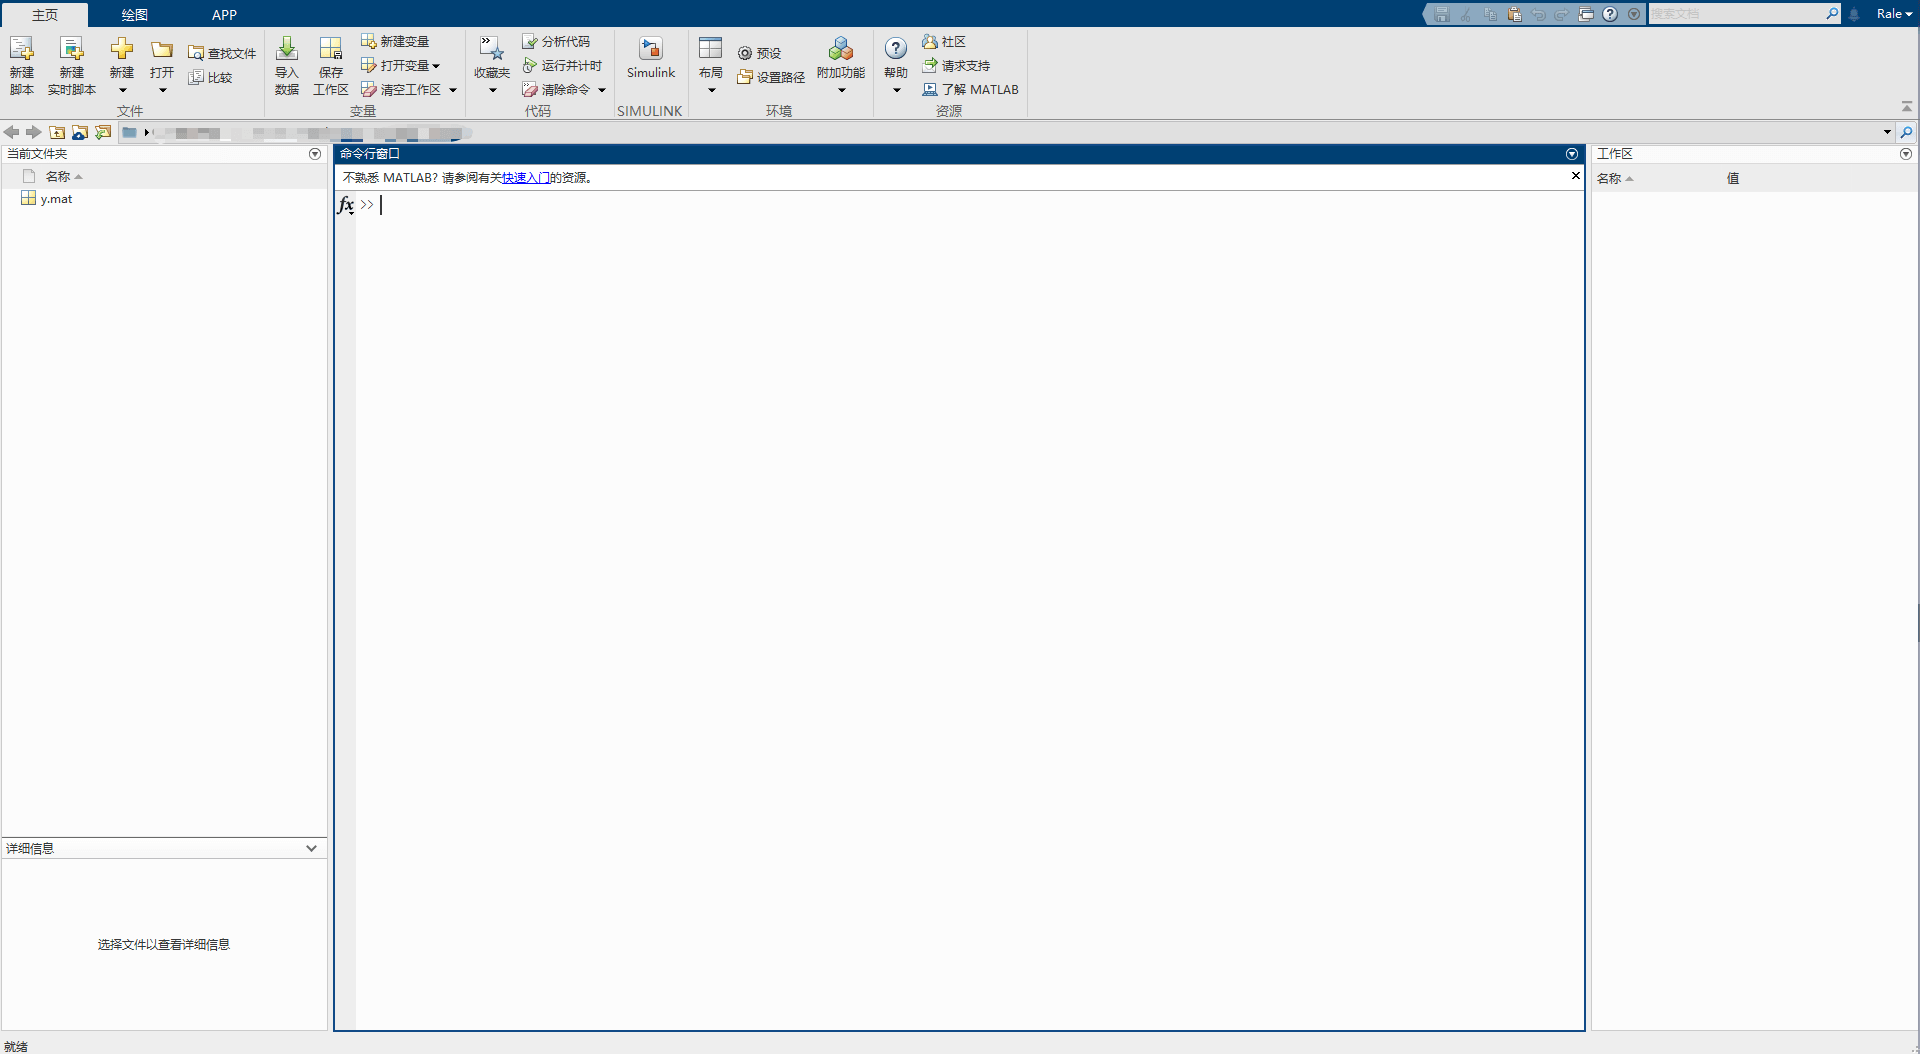 主页 绘图 APP
搜索文档 Rale
新建脚本 新建实时脚本 新建 打开 查找文件 比较
导入数据 保存工作区 新建变量 打开变量 清空工作区
收藏夹 分析代码 运行并计时 清除命令
Simulink
布局 预设 设置路径 附加功能
帮助 社区 请求支持 了解 MATLAB
文件 变量 代码 SIMULINK 环境 资源
当前文件夹
名称
y.mat
详细信息
选择文件以查看详细信息
命令行窗口
不熟悉 MATLAB? 请参阅有关快速入门的资源。
fx >>
工作区
名称 值
就绪